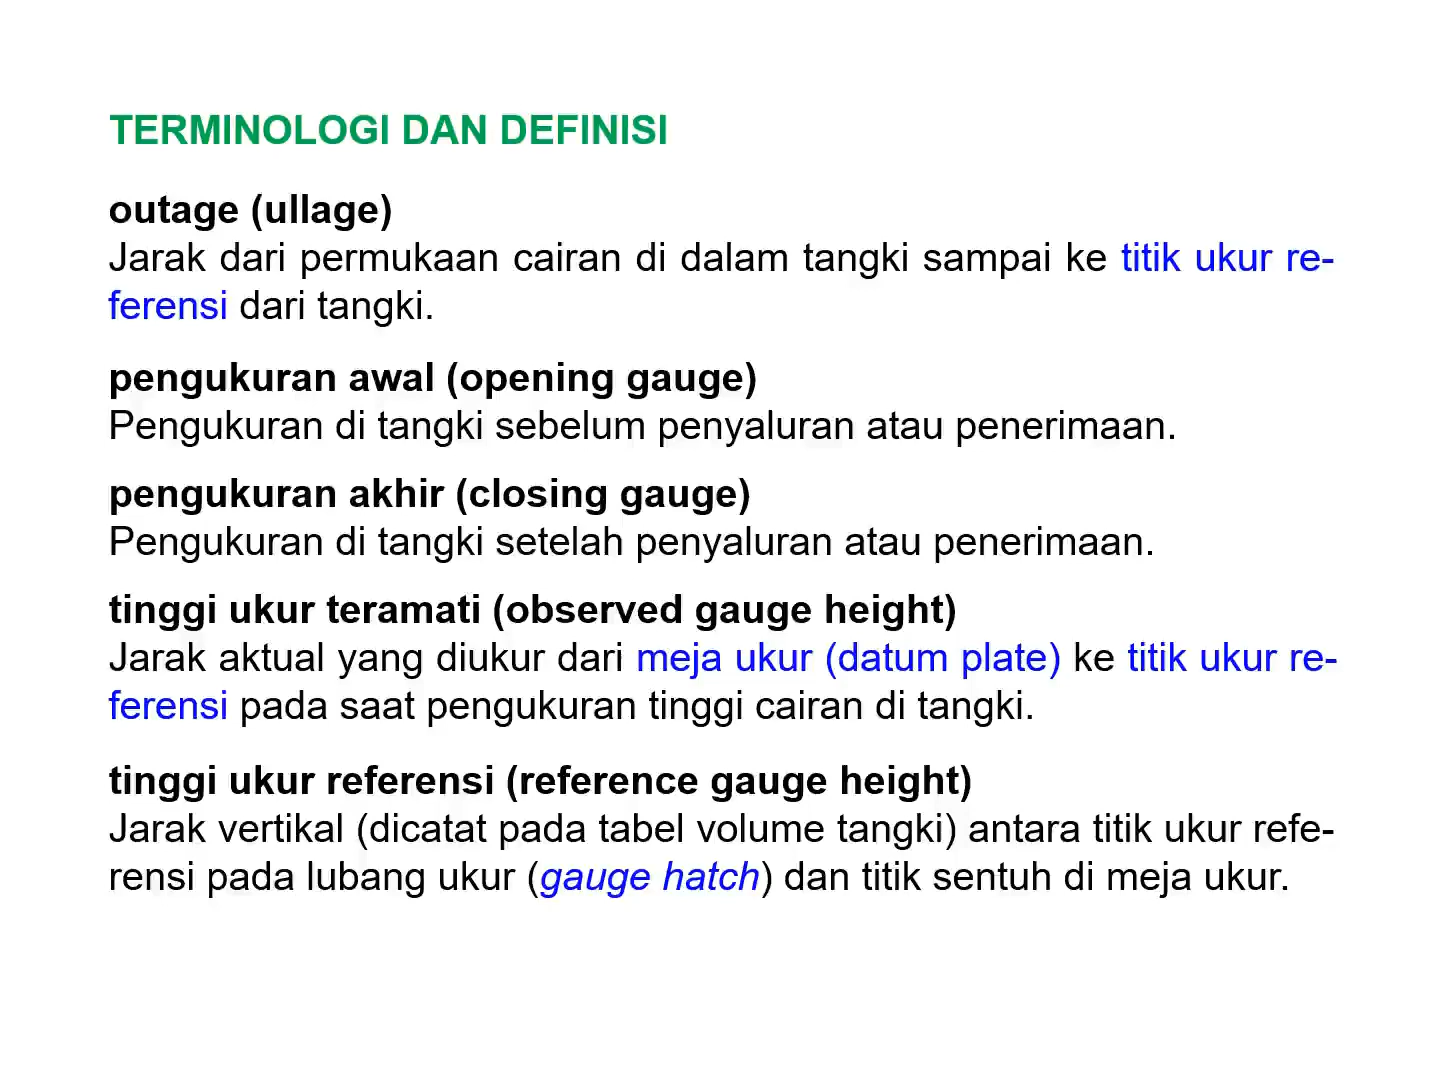 TERMINOLOGI DAN DEFINISI
outage (ullage)
Jarak dari permukaan cairan di dalam tangki sampai ke titik ukur re-
ferensi dari tangki.
pengukuran awal (opening gauge)
Pengukuran di tangki sebelum penyaluran atau penerimaan.
pengukuran akhir (closing gauge)
Pengukuran di tangki setelah penyaluran atau penerimaan.
tinggi ukur teramati (observed gauge height)
Jarak aktual yang diukur dari meja ukur (datum plate) ke titik ukur re-
ferensi pada saat pengukuran tinggi cairan di tangki.
tinggi ukur referensi (reference gauge height)
Jarak vertikal (dicatat pada tabel volume tangki) antara titik ukur refe-
rensi pada lubang ukur (gauge hatch) dan titik sentuh di meja ukur.